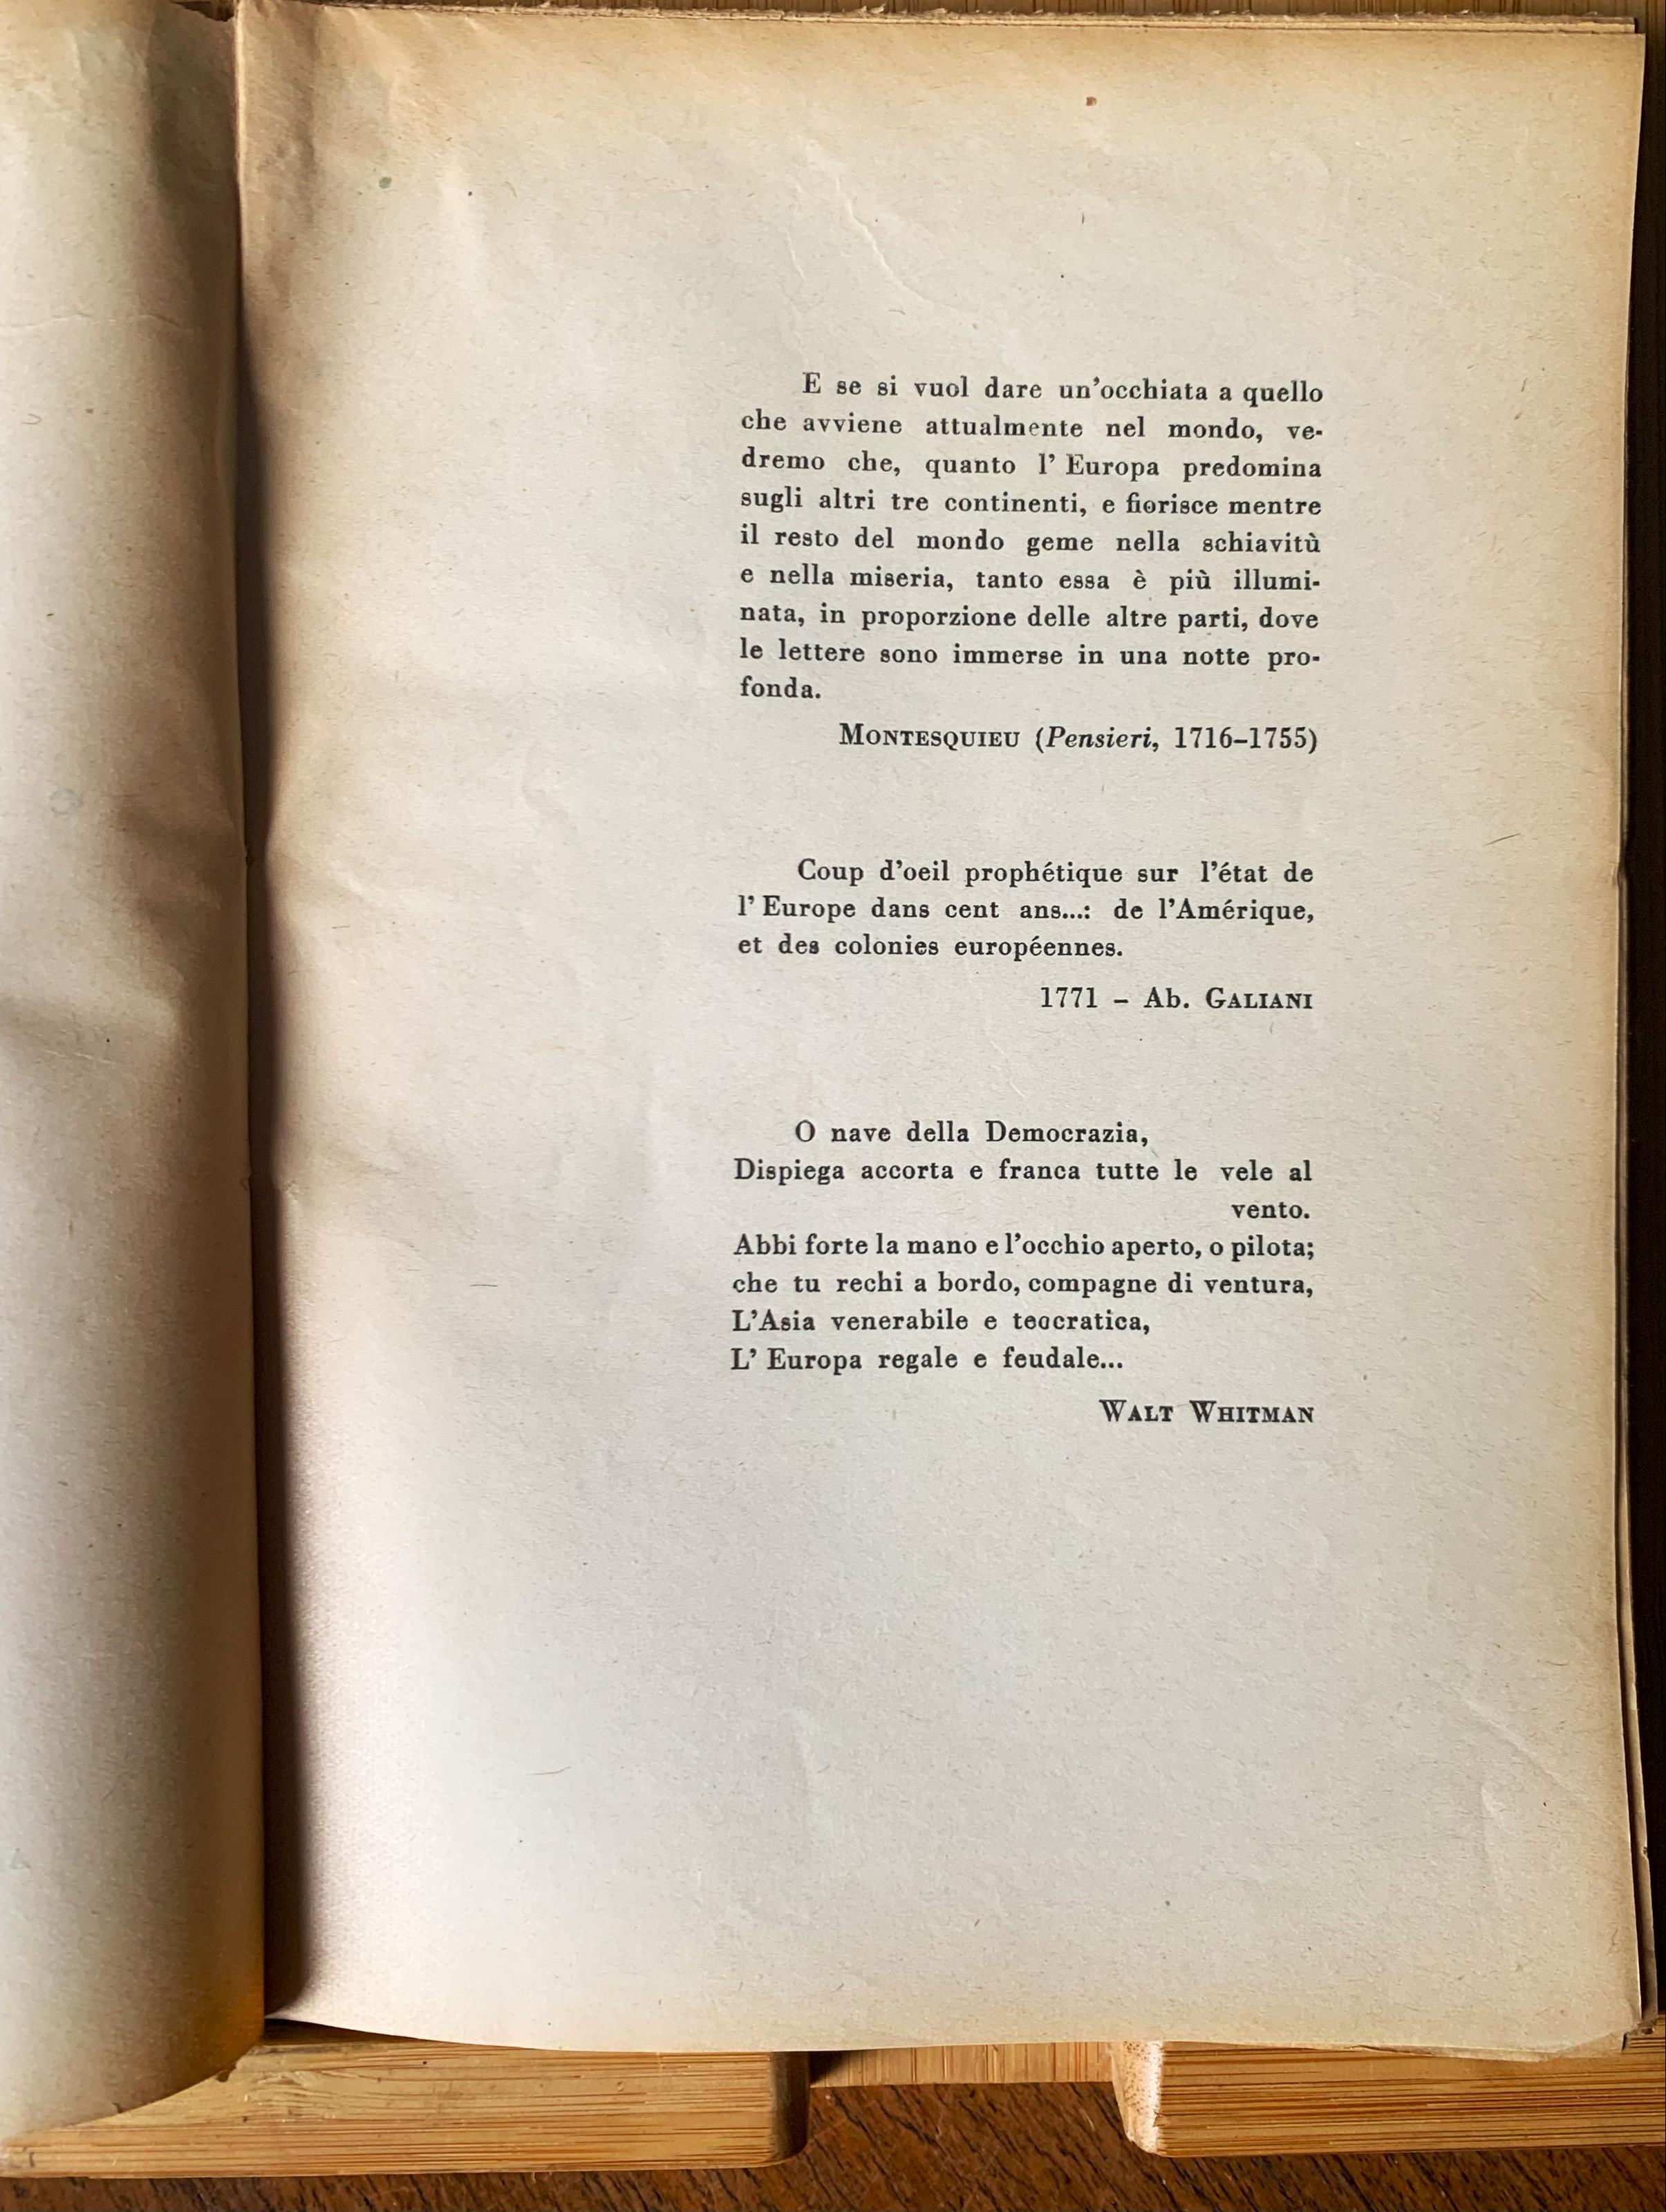 E se si vuol dare un'occhiata a quello
che avviene attualmente nel mondo, ve-
dremo che, quanto l' Europa predomina
sugli altri tre continenti, e fiorisce mentre
il resto del mondo geme nella schiavitù
e nella miseria, tanto essa è più illumi-
nata, in proporzione delle altre parti, dove
le lettere sono immerse in una notte pro-
fonda.
MONTESQUIEU (Pensieri, 1716–1755)
Coup d'oeil prophétique sur l'état de
l' Europe dans cent ans...: de l'Amérique,
et des colonies européennes.
1771 – Ab. GALIANI
O nave della Democrazia,
Dispiega accorta e franca tutte le vele al
vento.
Abbi forte la mano e l'occhio aperto, o pilota;
che tu rechi a bordo, compagne di ventura,
L'Asia venerabile e teocratica,
L' Europa regale e feudale...
WALT WHITMAN